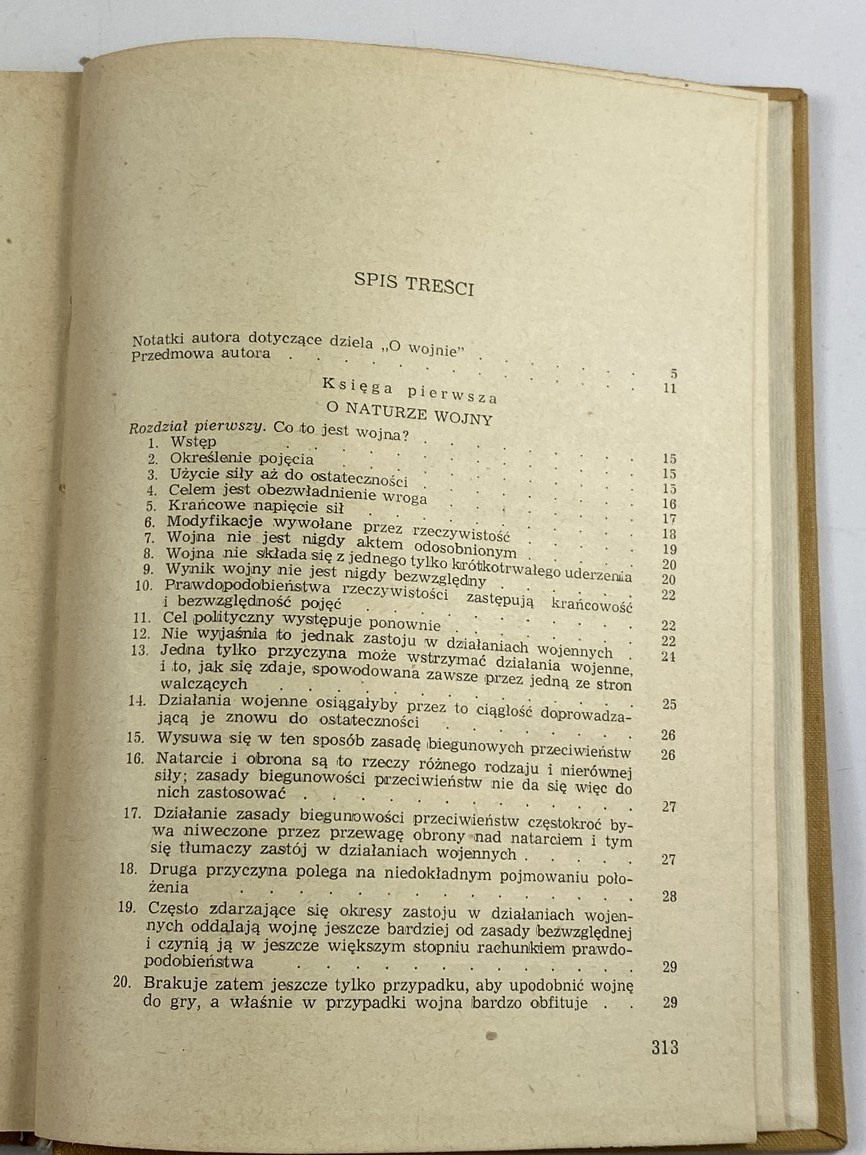 SPIS TREŚCI
Notatki autora dotyczące dzieła „O wojnie” . . . . . . 5
Przedmowa autora . . . . . . . . . . 11
Księga pierwsza
O NATURZE WOJNY
Rozdział pierwszy. Co to jest wojna? . . . . . . .
1. Wstęp . . . . . . . . . . 15
2. Określenie pojęcia . . . . . . . . 15
3. Użycie siły aż do ostateczności . . . . . . 15
4. Celem jest obezwładnienie wroga . . . . . . 16
5. Krańcowe napięcie sił . . . . . . . . 17
6. Modyfikacje wywołane przez rzeczywistość . . . . 18
7. Wojna nie jest nigdy aktem odosobnionym . . . . 19
8. Wojna nie składa się z jednego tylko krótkotrwałego uderzenia 20
9. Wynik wojny nie jest nigdy bezwzględny . . . . 20
10. Prawdopodobieństwa rzeczywistości zastępują krańcowość
i bezwzględność pojęć . . . . . . . . 22
11. Cel polityczny występuje ponownie . . . . . . 22
12. Nie wyjaśnia to jednak zastoju w działaniach wojennych . 22
13. Jedna tylko przyczyna może wstrzymać działania wojenne, 24
i to, jak się zdaje, spowodowana zawsze przez jedną ze stron
walczących . . . . . . . . . . 25
14. Działania wojenne osiągałyby przez to ciągłość doprowadza-
jącą je znowu do ostateczności . . . . . . 26
15. Wysuwa się w ten sposób zasadę biegunowych przeciwieństw 26
16. Natarcie i obrona są to rzeczy różnego rodzaju i nierównej
siły; zasady biegunowości przeciwieństw nie da się więc do
nich zastosować . . . . . . . . . . 27
17. Działanie zasady biegunowości przeciwieństw częstokroć by-
wa niweczone przez przewagę obrony nad natarciem i tym
się tłumaczy zastój w działaniach wojennych . . . . . 27
18. Druga przyczyna polega na niedokładnym pojmowaniu poło-
żenia . . . . . . . . . . . 28
19. Często zdarzające się okresy zastoju w działaniach wojen-
nych oddalają wojnę jeszcze bardziej od zasady bezwzględnej
i czynią ją w jeszcze większym stopniu rachunkiem prawdo-
podobieństwa . . . . . . . . . . 29
20. Brakuje zatem jeszcze tylko przypadku, aby upodobnić wojnę
do gry, a właśnie w przypadki wojna bardzo obfituje . . 29
313